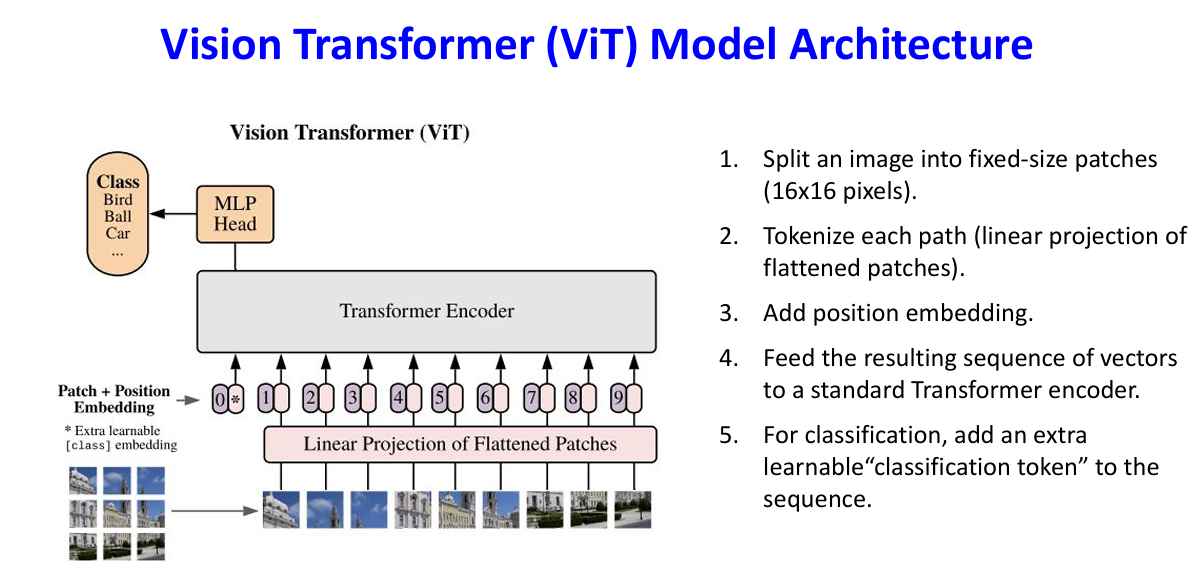 Vision Transformer (ViT) Model Architecture
Vision Transformer (ViT)
Class
Bird
Ball
Car
...
MLP
Head
Transformer Encoder
Patch + Position
Embedding
0 * 1 2 3 4 5 6 7 8 9
* Extra learnable
[class] embedding
Linear Projection of Flattened Patches
1. Split an image into fixed-size patches
(16x16 pixels).
2. Tokenize each path (linear projection of
flattened patches).
3. Add position embedding.
4. Feed the resulting sequence of vectors
to a standard Transformer encoder.
5. For classification, add an extra
learnable“classification token” to the
sequence.